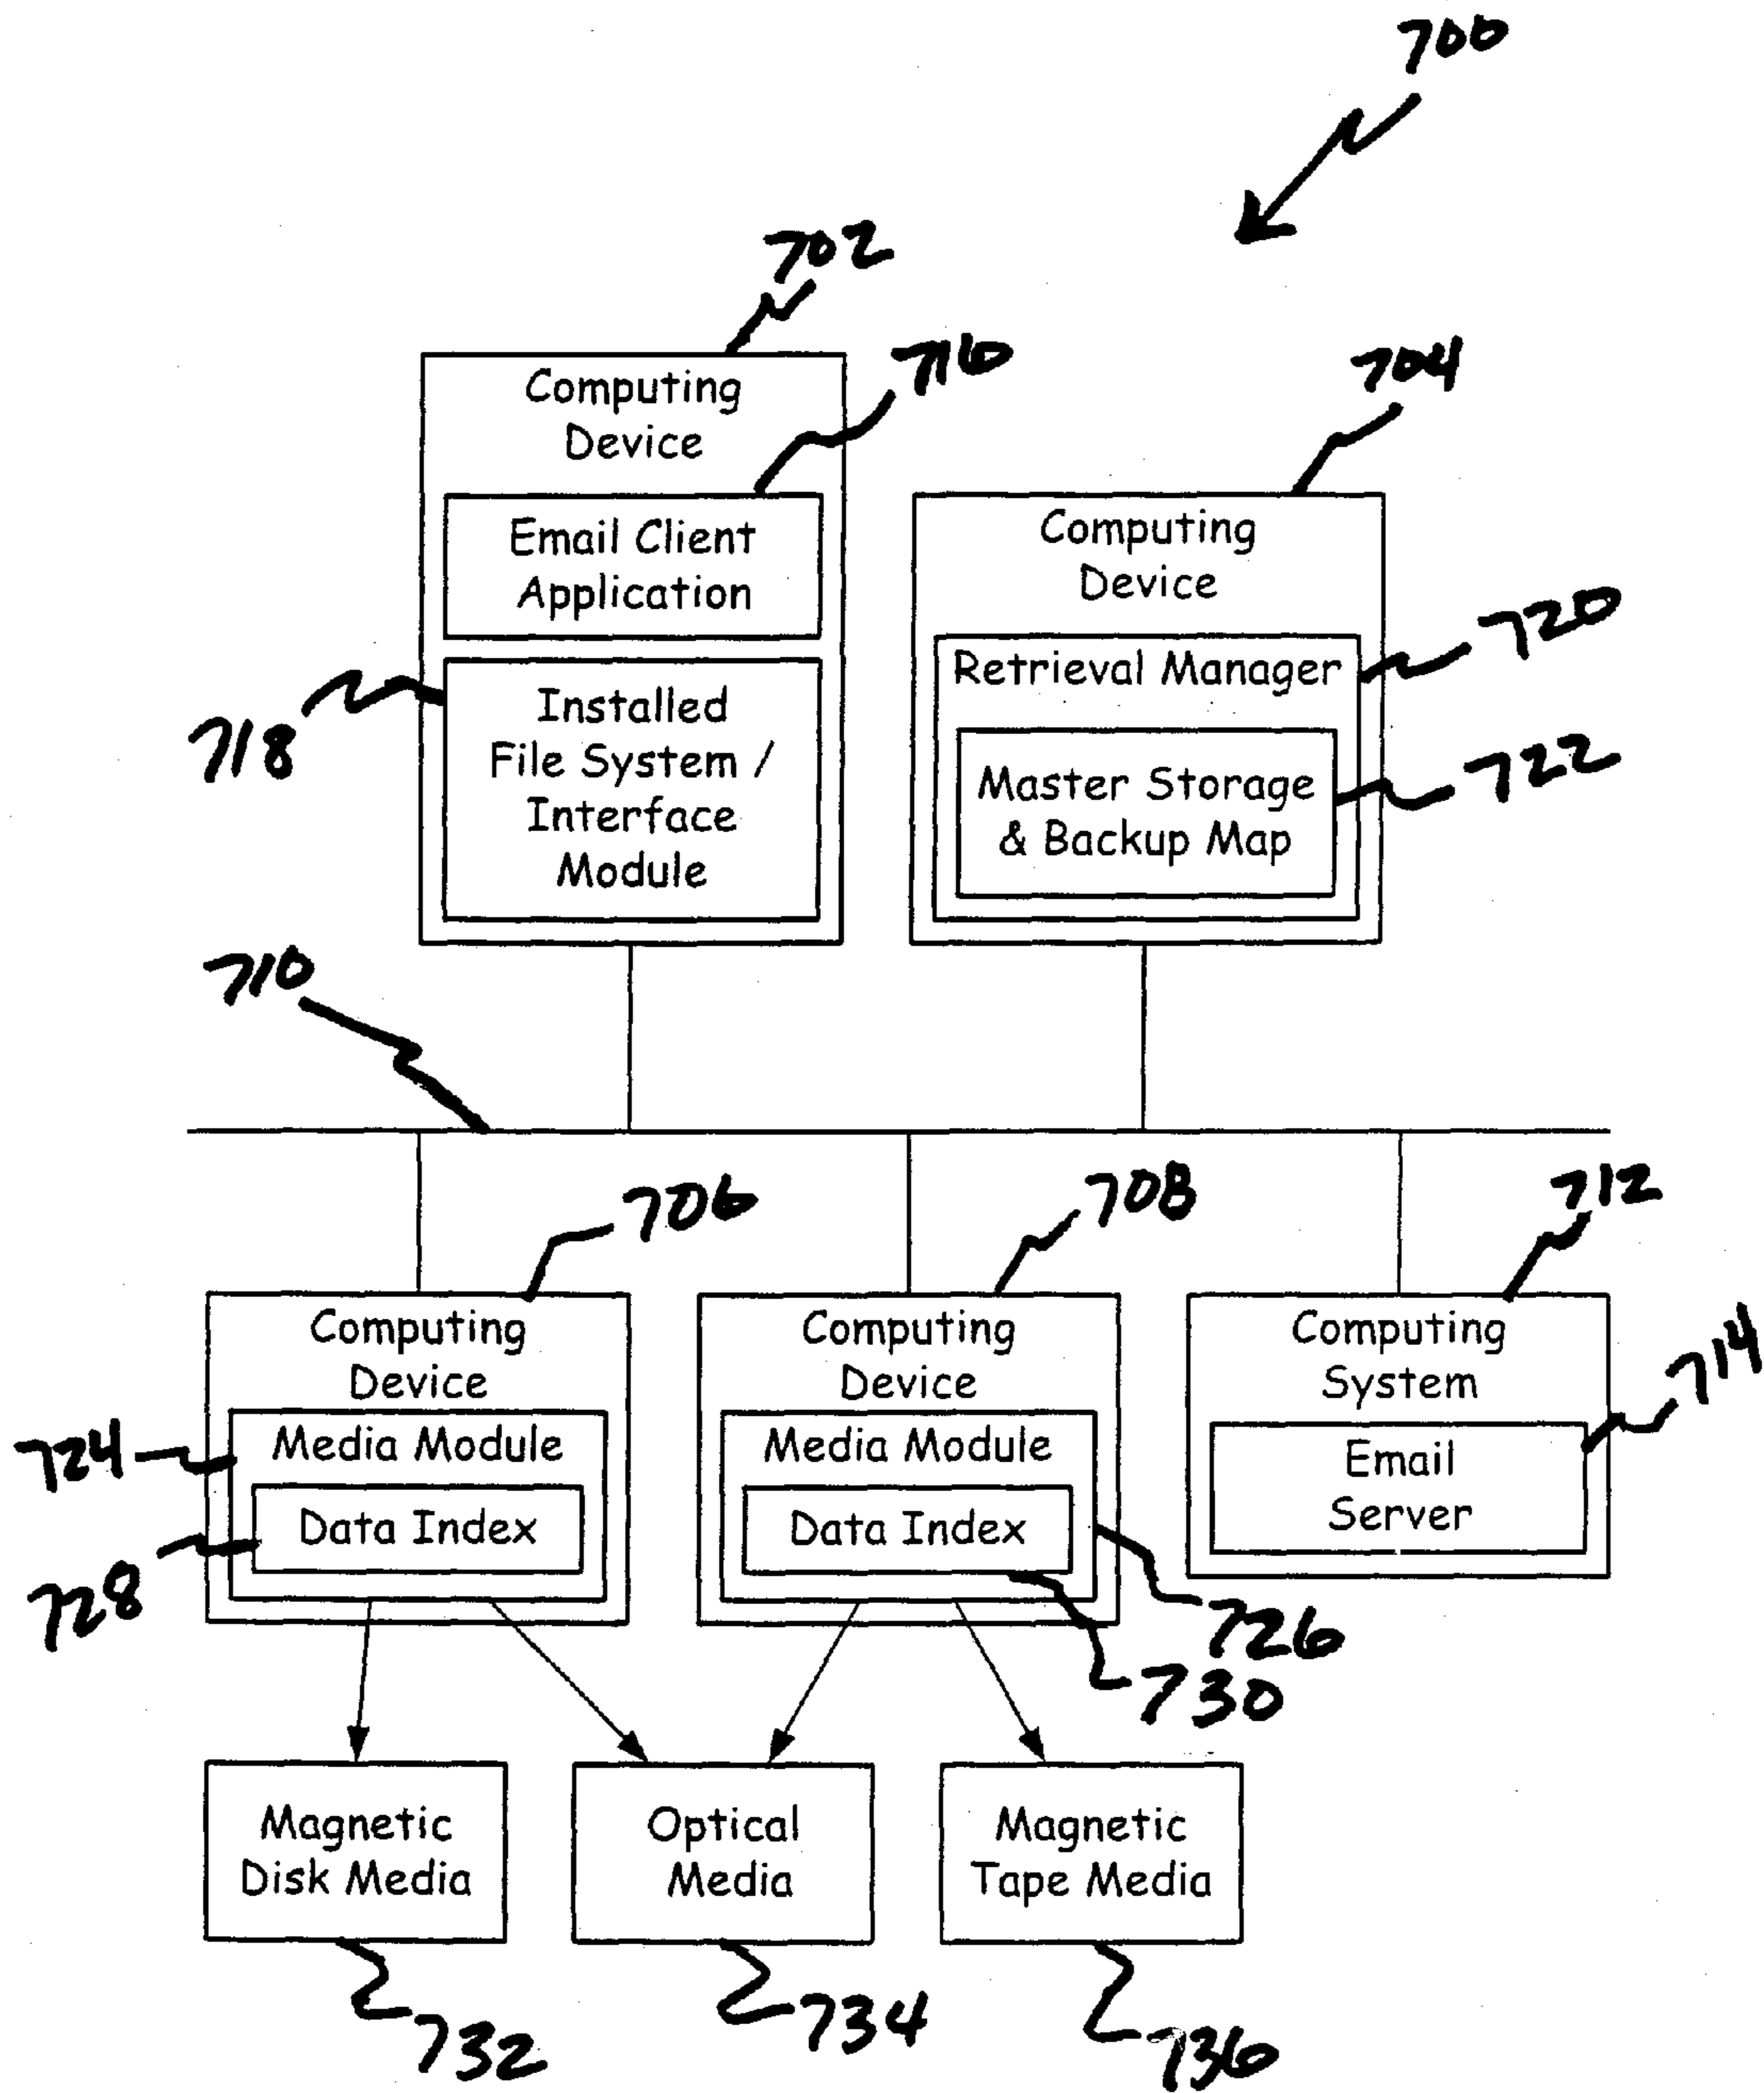 700
702
Computing
Device
716
Email Client
Application
718
Installed
File System /
Interface
Module
704
Computing
Device
720
Retrieval Manager
722
Master Storage
& Backup Map
710
706
Computing
Device
724
Media Module
728
Data Index
708
Computing
Device
Media Module
Data Index
726
730
712
Computing
System
714
Email
Server
Magnetic
Disk Media
732
Optical
Media
734
Magnetic
Tape Media
736